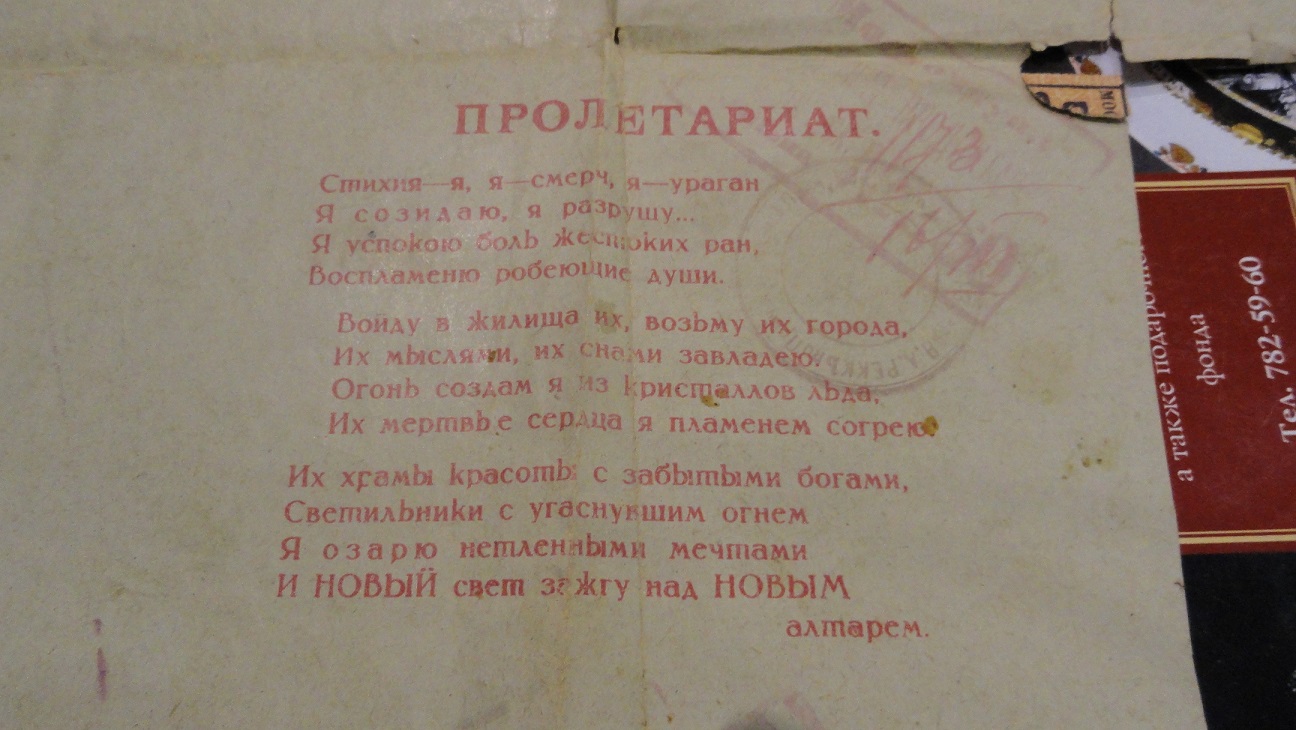 ПРОЛЕТАРИАТ.
Стихия—я, я—смерч, я—ураган
Я созидаю, я разрушу...
Я успокою боль жестоких ран,
Воспламеню робеющие души.
Войду в жилища их, возьму их города,
Их мыслями, их снами завладею.
Огонь создам я из кристаллов льда,
Их мертвые сердца я пламенем согрею.
Их храмы красоты с забытыми богами,
Светильники с угаснувшим огнем
Я озарю нетленными мечтами
И НОВЫЙ свет зажгу над НОВЫМ
алтарем.
а также подарочн
фонда
Тел. 782-59-60